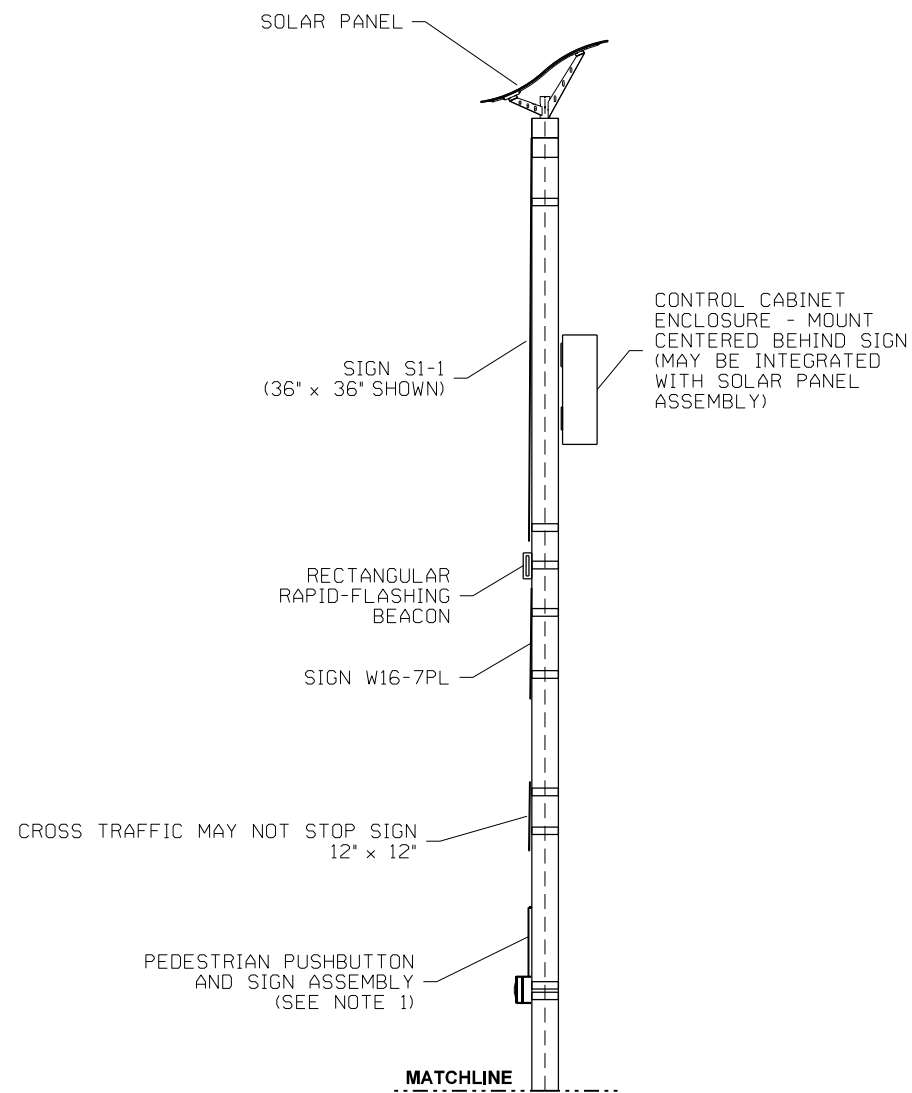 SOLAR PANEL
CONTROL CABINET
ENCLOSURE - MOUNT
CENTERED BEHIND SIGN
(MAY BE INTEGRATED
WITH SOLAR PANEL
ASSEMBLY)
SIGN S1-1
(36" x 36" SHOWN)
RECTANGULAR
RAPID-FLASHING
BEACON
SIGN W16-7PL
CROSS TRAFFIC MAY NOT STOP SIGN
12" x 12"
PEDESTRIAN PUSHBUTTON
AND SIGN ASSEMBLY
(SEE NOTE 1)
MATCHLINE